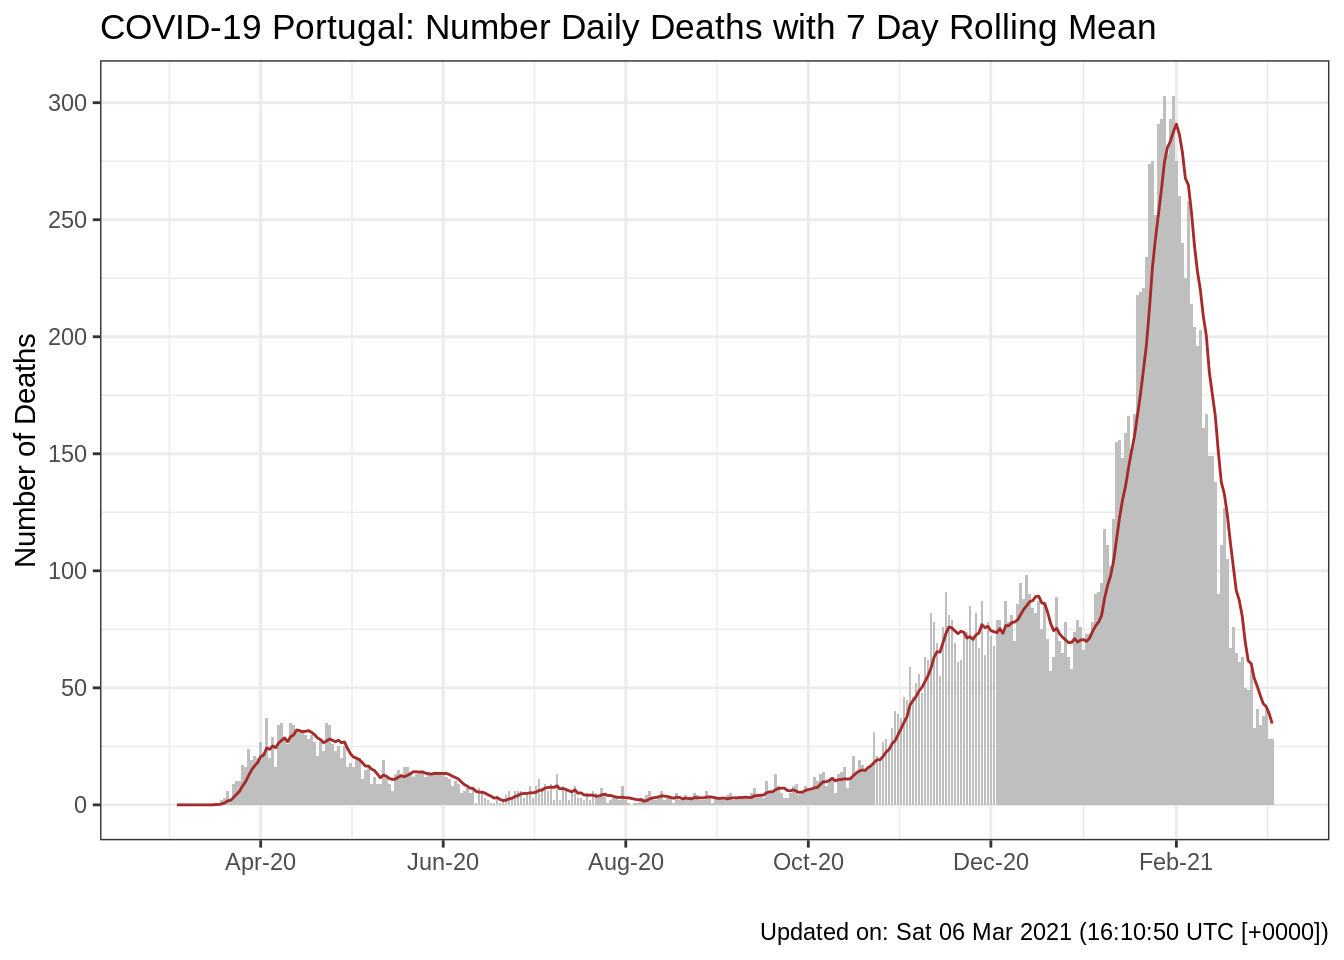 COVID-19 Portugal: Number Daily Deaths with 7 Day Rolling Mean
Number of Deaths
300
250
200
150
100
50
0
Apr-20
Jun-20
Aug-20
Oct-20
Dec-20
Feb-21
Updated on: Sat 06 Mar 2021 (16:10:50 UTC [+0000])